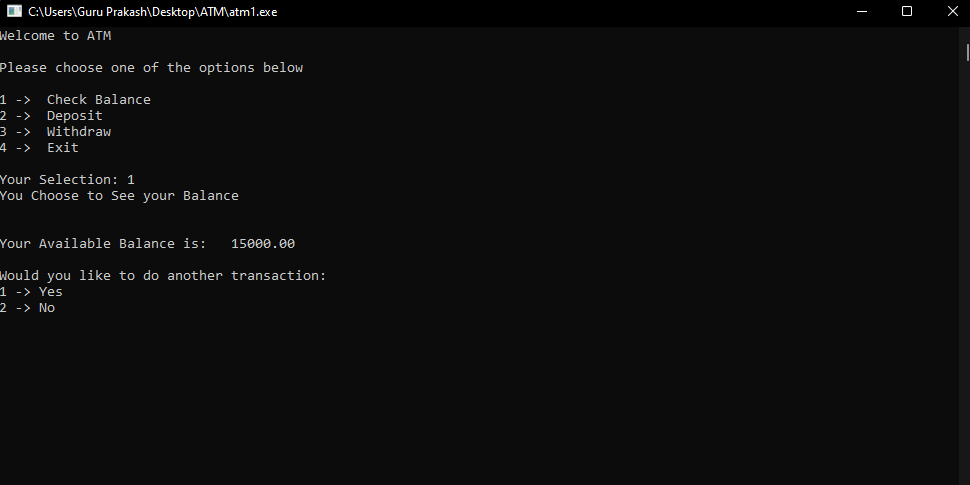 C:\Users\Guru Prakash\Desktop\ATM\atm1.exe
Welcome to ATM
Please choose one of the options below
1 ->  Check Balance
2 ->  Deposit
3 ->  Withdraw
4 ->  Exit
Your Selection: 1
You Choose to See your Balance
Your Available Balance is:   15000.00
Would you like to do another transaction:
1 -> Yes
2 -> No